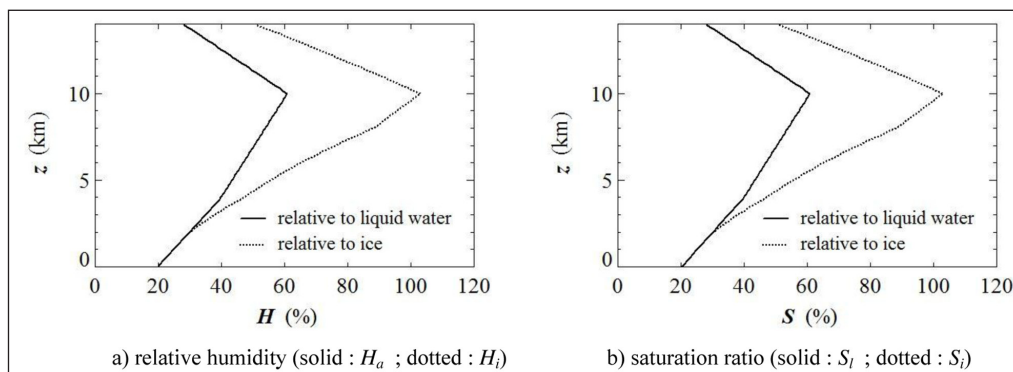 z (km)
10
5
0
relative to liquid water
relative to ice
0 20 40 60 80 100 120
H (%)
a) relative humidity (solid : Ha ; dotted : Hi)
z (km)
10
5
0
relative to liquid water
relative to ice
0 20 40 60 80 100 120
S (%)
b) saturation ratio (solid : Sl ; dotted : Si)